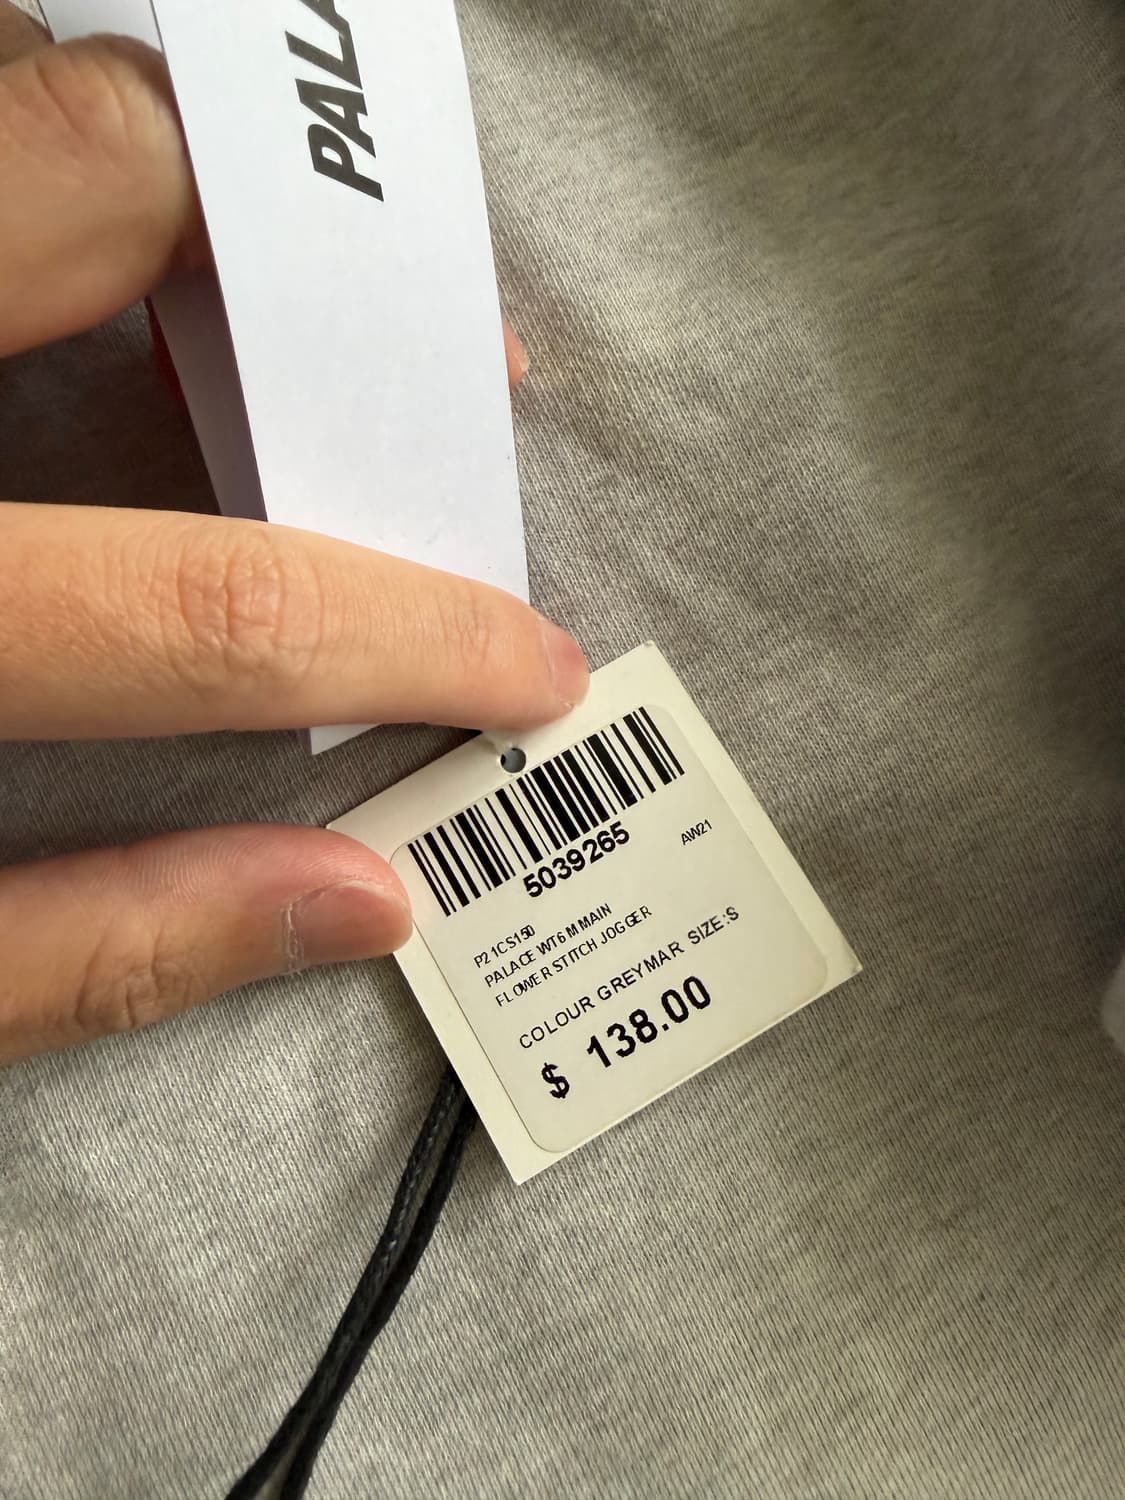 PALA
5039265
AW21
P21CS150
PALACE WT6 M MAIN
FLOWER STITCH JOGGER
COLOUR GREYMAR SIZE:S
$ 138.00